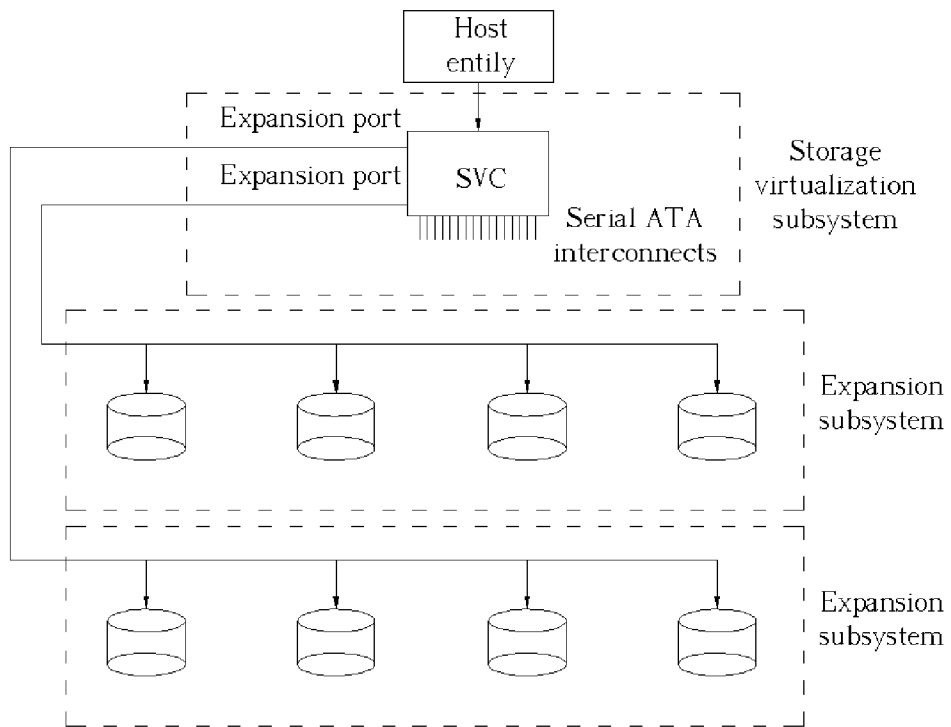 Host
entily
Expansion port
Expansion port
SVC
Serial ATA
interconnects
Storage
virtualization
subsystem
Expansion
subsystem
Expansion
subsystem